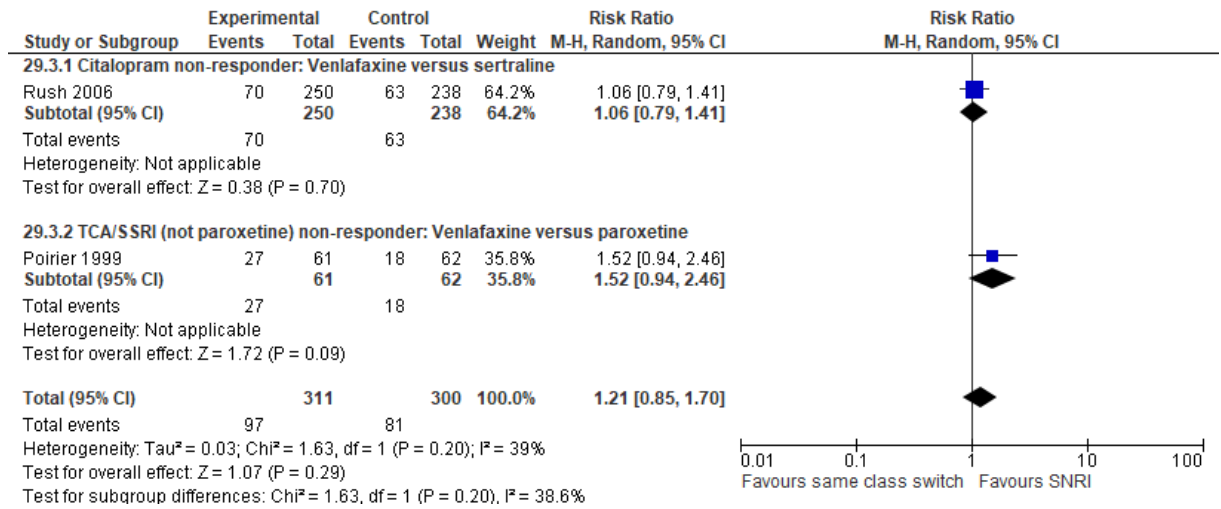 Experimental Control Risk Ratio Risk Ratio
Study or Subgroup Events Total Events Total Weight M-H, Random, 95% CI M-H, Random, 95% CI
29.3.1 Citalopram non-responder: Venlafaxine versus sertraline
Rush 2006 70 250 63 238 64.2% 1.06 [0.79, 1.41]
Subtotal (95% CI) 250 238 64.2% 1.06 [0.79, 1.41]
Total events 70 63
Heterogeneity: Not applicable
Test for overall effect: Z = 0.38 (P = 0.70)
29.3.2 TCA/SSRI (not paroxetine) non-responder: Venlafaxine versus paroxetine
Poirier 1999 27 61 18 62 35.8% 1.52 [0.94, 2.46]
Subtotal (95% CI) 61 62 35.8% 1.52 [0.94, 2.46]
Total events 27 18
Heterogeneity: Not applicable
Test for overall effect: Z = 1.72 (P = 0.09)
Total (95% CI) 311 300 100.0% 1.21 [0.85, 1.70]
Total events 97 81
Heterogeneity: Tau² = 0.03; Chi² = 1.63, df = 1 (P = 0.20); I² = 39%
Test for overall effect: Z = 1.07 (P = 0.29)
Test for subgroup differences: Chi² = 1.63, df = 1 (P = 0.20), I² = 38.6%
0.01 0.1 1 10 100
Favours same class switch Favours SNRI